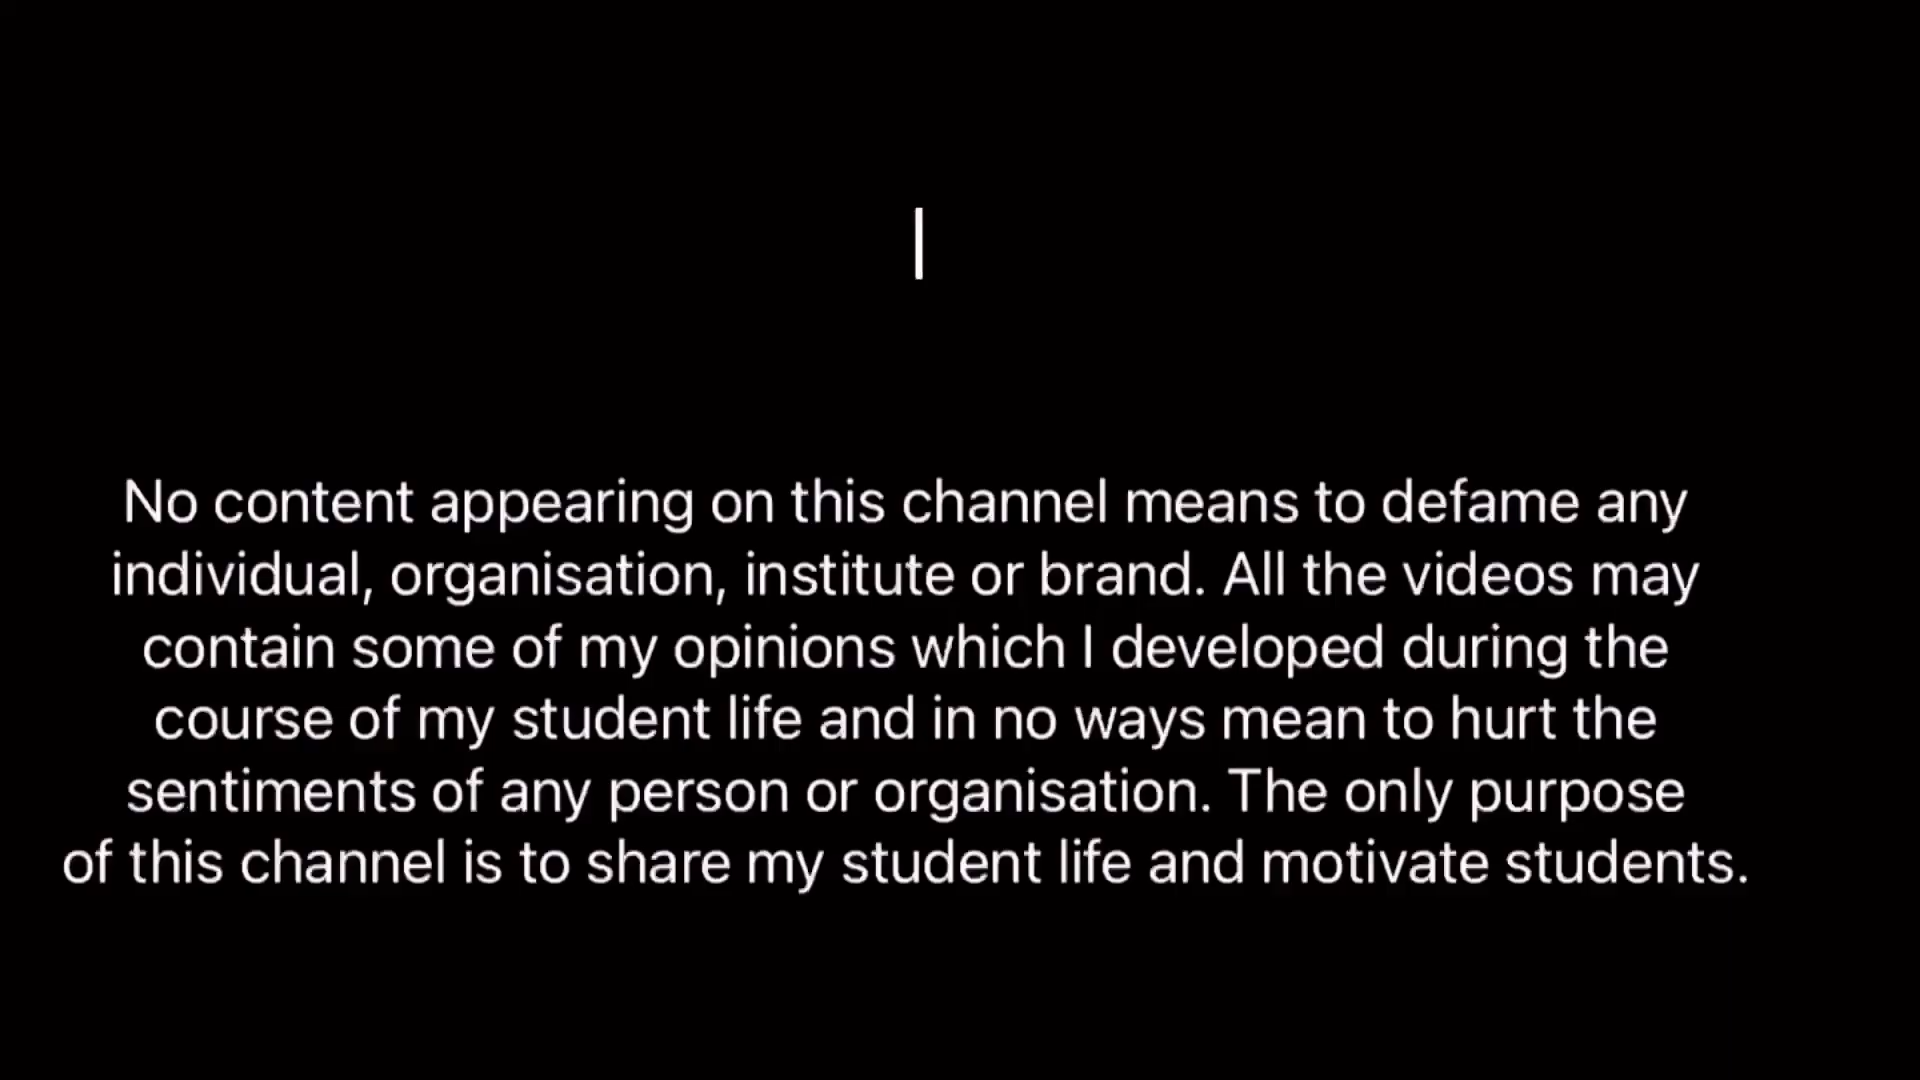 No content appearing on this channel means to defame any
individual, organisation, institute or brand. All the videos may
contain some of my opinions which I developed during the
course of my student life and in no ways mean to hurt the
sentiments of any person or organisation. The only purpose
of this channel is to share my student life and motivate students.